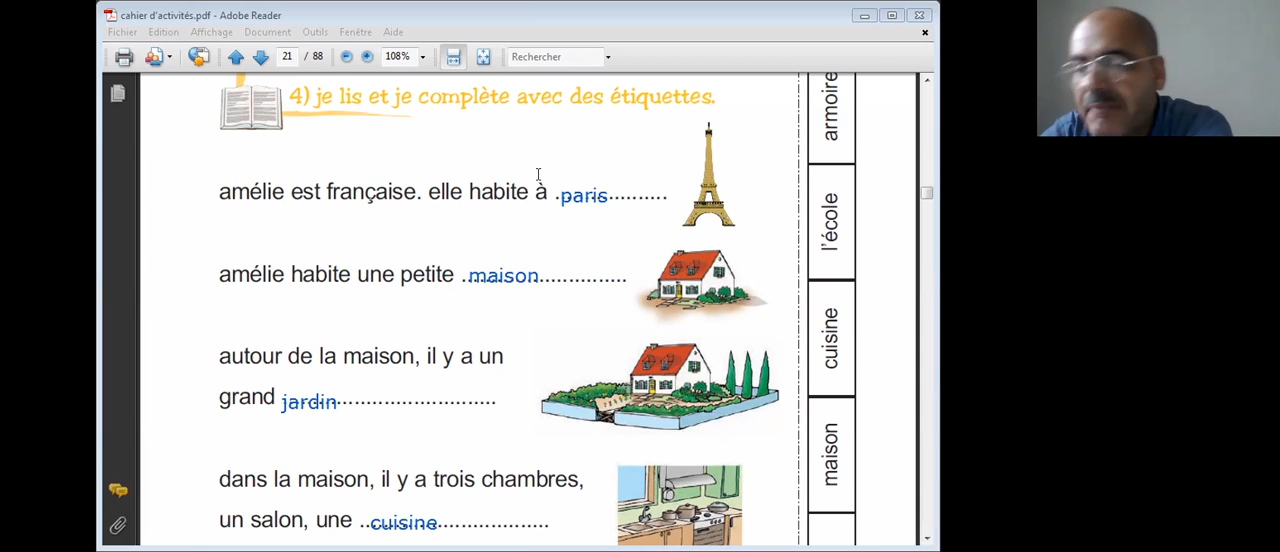 cahier d'activités.pdf - Adobe Reader
Fichier Edition Affichage Document Outils Fenêtre Aide
21 / 88 108% Rechercher
4) je lis et je complète avec des étiquettes.
amélie est française. elle habite à .paris..........
amélie habite une petite ..maison...............
autour de la maison, il y a un
grand jardin...........................
dans la maison, il y a trois chambres,
un salon, une ..cuisine...................
armoire
l'école
cuisine
maison